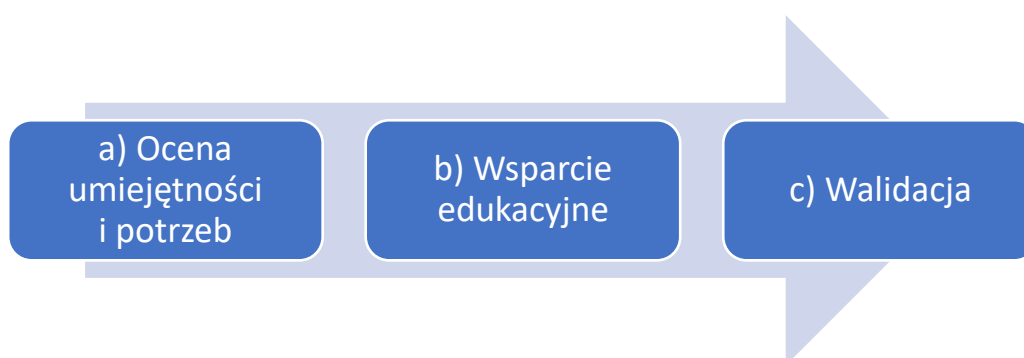 a) Ocena
umiejętności
i potrzeb
b) Wsparcie
edukacyjne
c) Walidacja